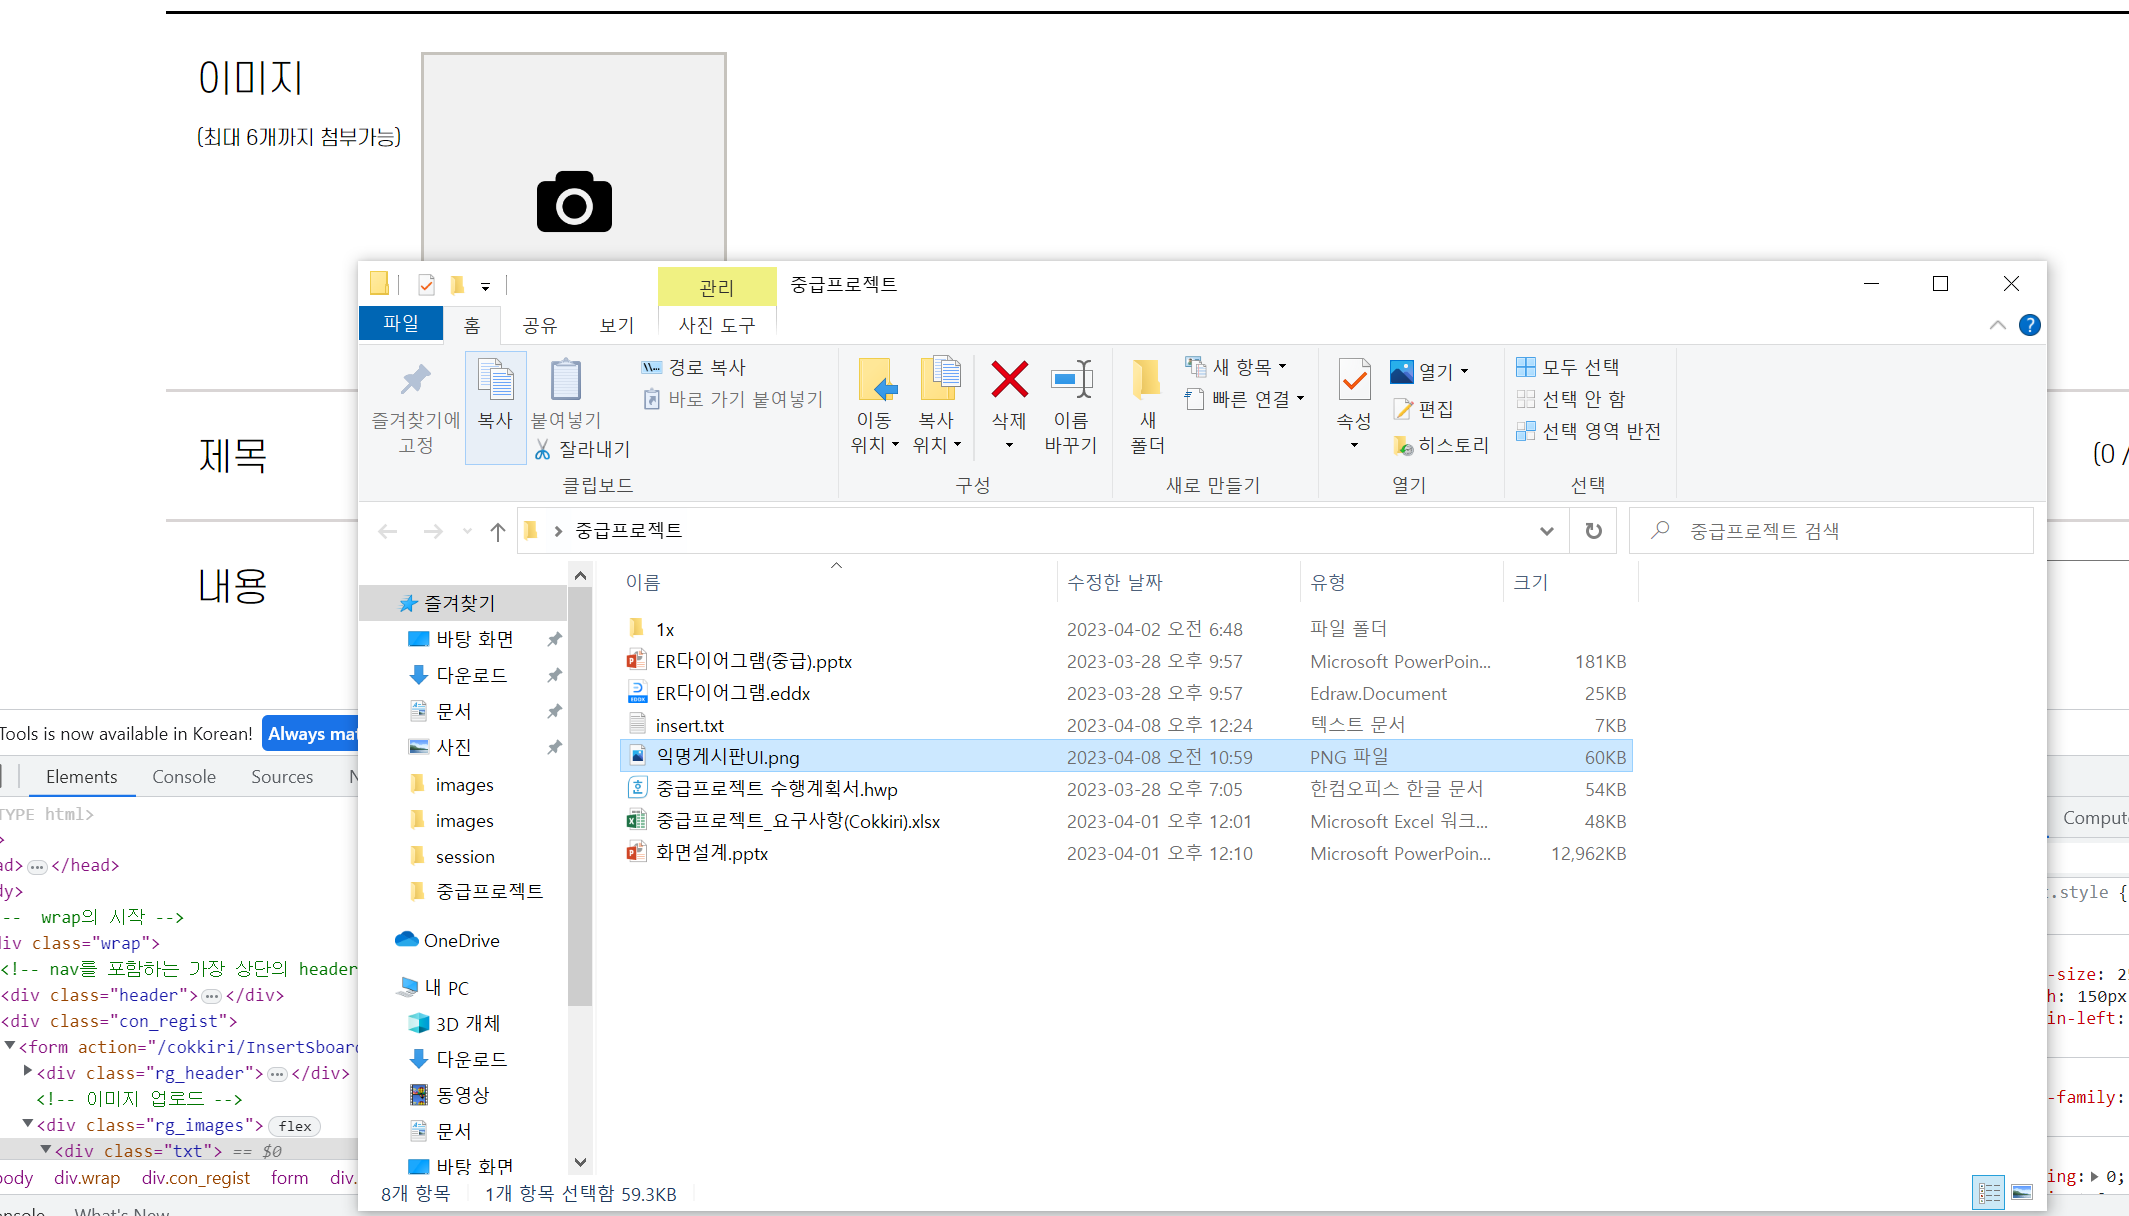 이미지
(최대 6개까지 첨부가능)
제목
(0 /
내용
관리
중급프로젝트
파일
홈
공유
보기
사진 도구
즐겨찾기에
고정
복사
붙여넣기
잘라내기
경로 복사
바로 가기 붙여넣기
클립보드
이동
위치
복사
위치
삭제
이름
바꾸기
구성
새
폴더
새 항목
빠른 연결
새로 만들기
속성
열기
편집
히스토리
열기
모두 선택
선택 안 함
선택 영역 반전
선택
중급프로젝트
중급프로젝트 검색
즐겨찾기
바탕 화면
다운로드
문서
사진
images
images
session
중급프로젝트
OneDrive
내 PC
3D 개체
다운로드
동영상
문서
바탕 화면
이름 수정한 날짜 유형 크기
1x 2023-04-02 오전 6:48 파일 폴더
ER다이어그램(중급).pptx 2023-03-28 오후 9:57 Microsoft PowerPoin... 181KB
ER다이어그램.eddx 2023-03-28 오후 9:57 Edraw.Document 25KB
insert.txt 2023-04-08 오후 12:24 텍스트 문서 7KB
익명게시판UI.png 2023-04-08 오전 10:59 PNG 파일 60KB
중급프로젝트 수행계획서.hwp 2023-03-28 오후 7:05 한컴오피스 한글 문서 54KB
중급프로젝트_요구사항(Cokkiri).xlsx 2023-04-01 오후 12:01 Microsoft Excel 워크... 48KB
화면설계.pptx 2023-04-01 오후 12:10 Microsoft PowerPoin... 12,962KB
8개 항목 1개 항목 선택함 59.3KB
Tools is now available in Korean! Always mat
Elements Console Sources N
TYPE html>
>
ad>…</head>
dy>
-- wrap의 시작 -->
div class="wrap">
<!-- nav를 포함하는 가장 상단의 header
<div class="header">…</div>
<div class="con_regist">
<form action="/cokkiri/InsertSboard
<div class="rg_header">…</div>
<!-- 이미지 업로드 -->
<div class="rg_images"> flex
<div class="txt"> == $0
body div.wrap div.con_regist form div.
onsole What's New
Comput
t.style {
-size: 25
h: 150px
in-left:
-family:
ing: 0;